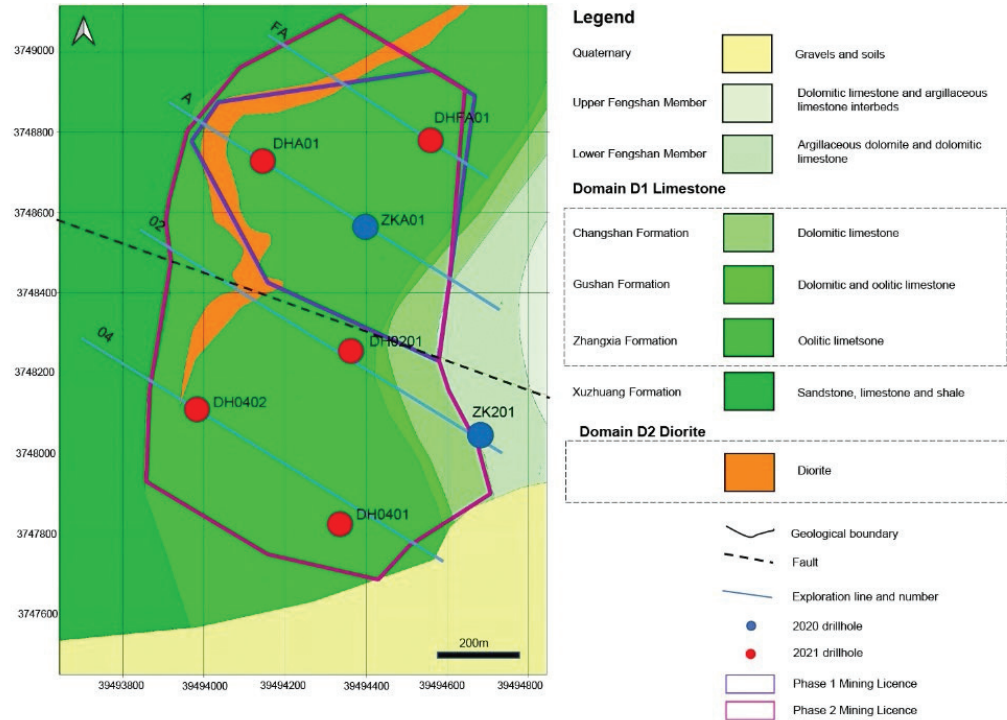 3749000
3748800
3748600
3748400
3748200
3748000
3747800
3747600
39493800
39494000
39494200
39494400
39494600
39494800
FA
A
02
04
DHFA01
DHA01
ZKA01
DH0201
DH0402
ZK201
DH0401
200m
Legend
Quaternary
Gravels and soils
Upper Fengshan Member
Dolomitic limestone and argillaceous
limestone interbeds
Lower Fengshan Member
Argillaceous dolomite and dolomitic
limestone
Domain D1 Limestone
Changshan Formation
Dolomitic limestone
Gushan Formation
Dolomitic and oolitic limestone
Zhangxia Formation
Oolitic limetsone
Xuzhuang Formation
Sandstone, limestone and shale
Domain D2 Diorite
Diorite
Geological boundary
Fault
Exploration line and number
2020 drillhole
2021 drillhole
Phase 1 Mining Licence
Phase 2 Mining Licence